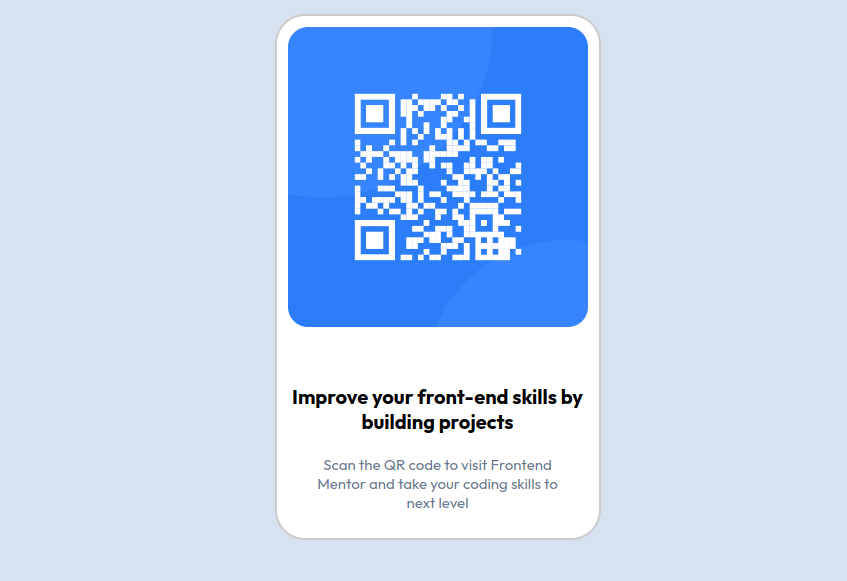 Improve your front-end skills by
building projects
Scan the QR code to visit Frontend
Mentor and take your coding skills to
next level